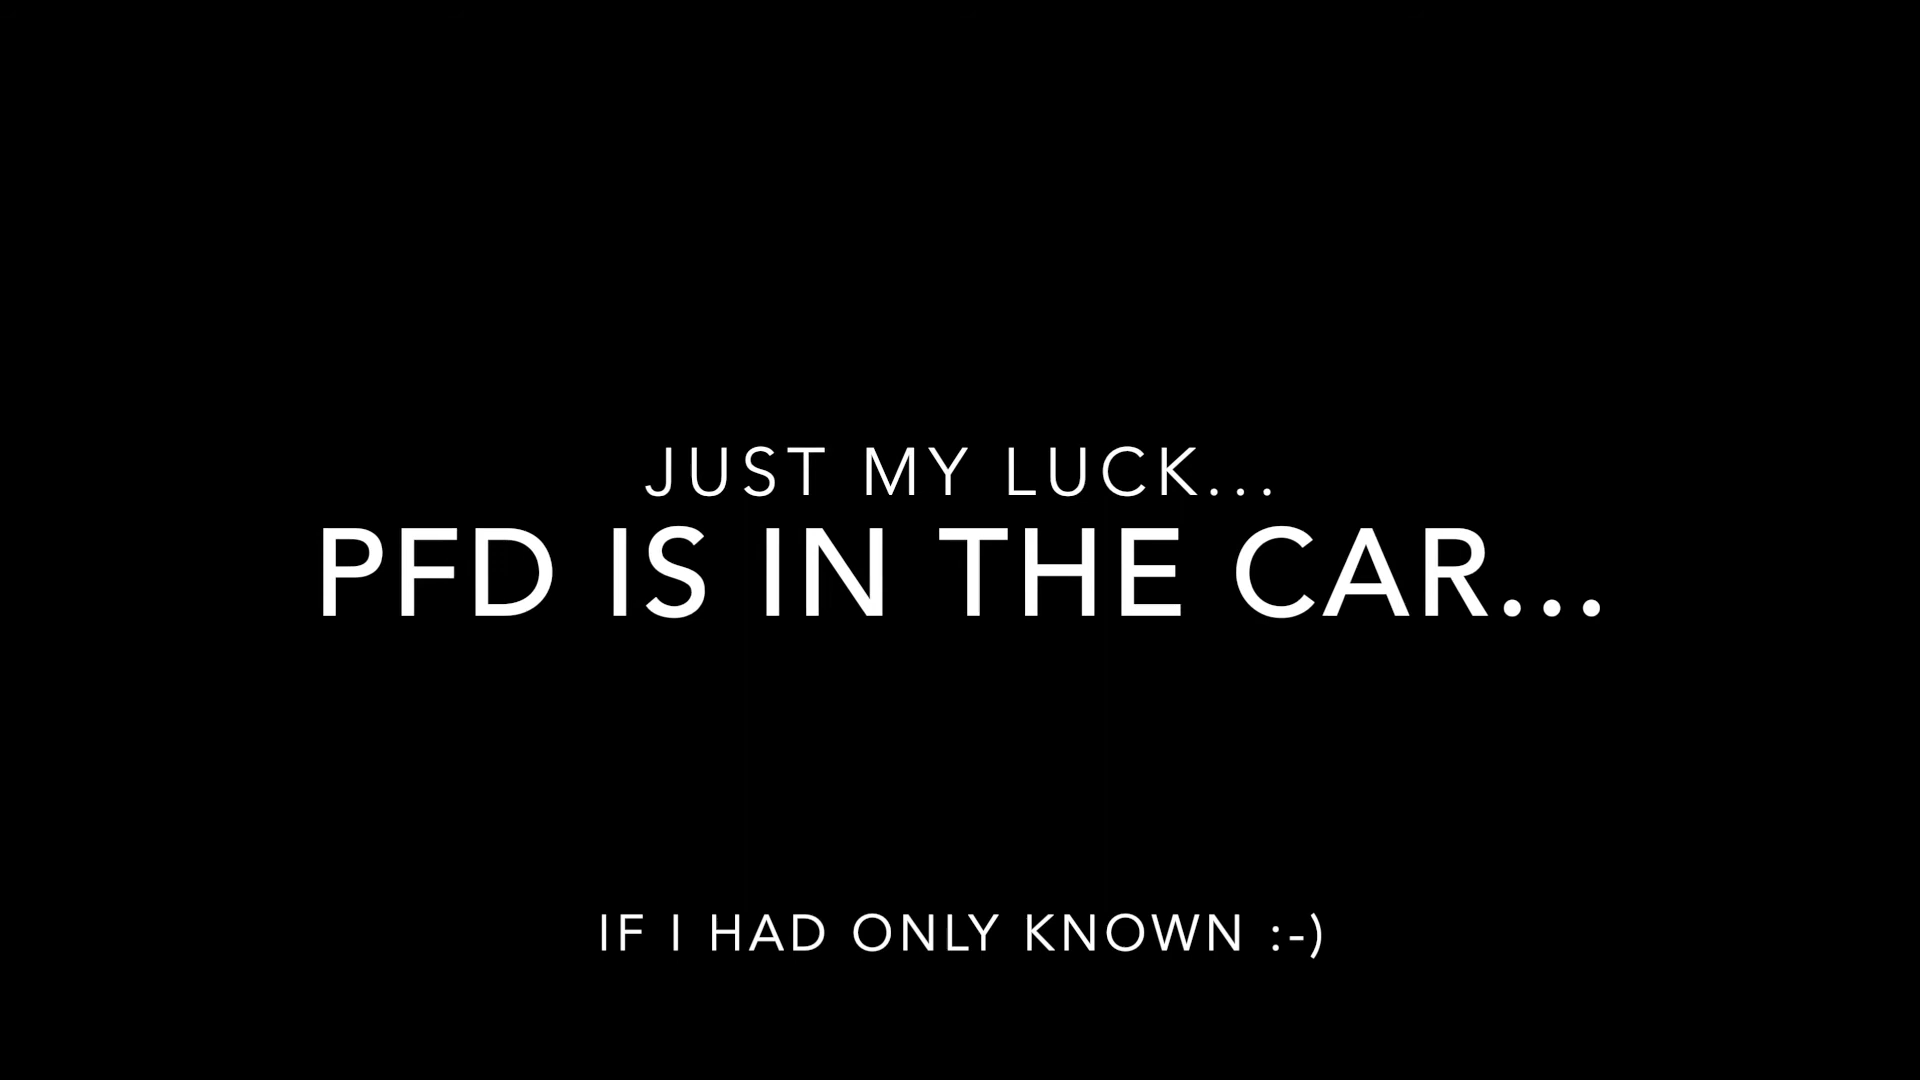 JUST MY LUCK...
PFD IS IN THE CAR...
IF I HAD ONLY KNOWN :-)